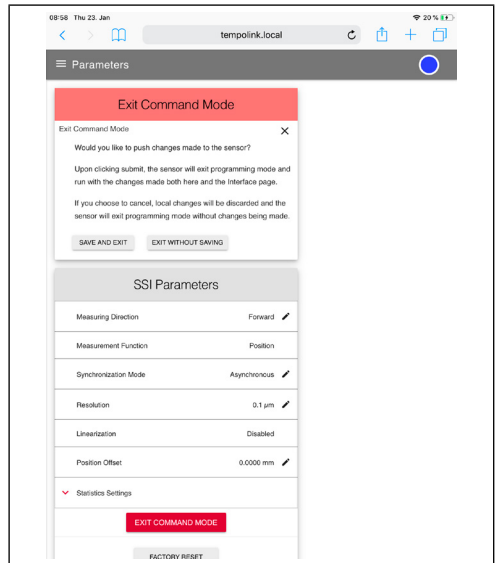 08:58 Thu 23. Jan 20 %
tempolink.local
Parameters
Exit Command Mode
Exit Command Mode
Would you like to push changes made to the sensor?
Upon clicking submit, the sensor will exit programming mode and
run with the changes made both here and the Interface page.
If you choose to cancel, local changes will be discarded and the
sensor will exit programming mode without changes being made.
SAVE AND EXIT EXIT WITHOUT SAVING
SSI Parameters
Measuring Direction Forward
Measurement Function Position
Synchronization Mode Asynchronous
Resolution 0.1 µm
Linearization Disabled
Position Offset 0.0000 mm
Statistics Settings
EXIT COMMAND MODE
FACTORY RESET